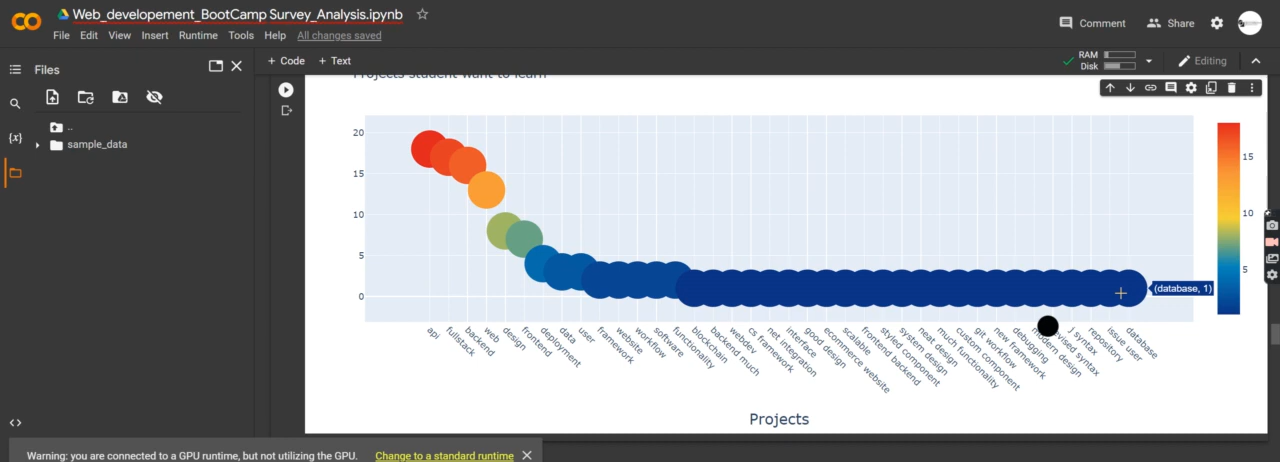 Web_developement_BootCamp Survey_Analysis.ipynb
File Edit View Insert Runtime Tools Help All changes saved
Comment Share
Files
+ Code + Text
RAM
Disk
Editing
..
sample_data
{x}
Projects student want to learn
20
15
10
5
0
15
10
5
(database, 1)
api
fullstack
backend
web
design
frontend
deployment
data
user
framework
website
workflow
software
functionality
blockchain
backend much
webdev
cs framework
net integration
interface
good design
ecommerce website
scalable
frontend backend
styled component
system design
neat design
much functionality
custom component
git workflow
new framework
debugging
modern design
vised syntax
j syntax
repository
issue user
database
Projects
Warning: you are connected to a GPU runtime, but not utilizing the GPU. Change to a standard runtime